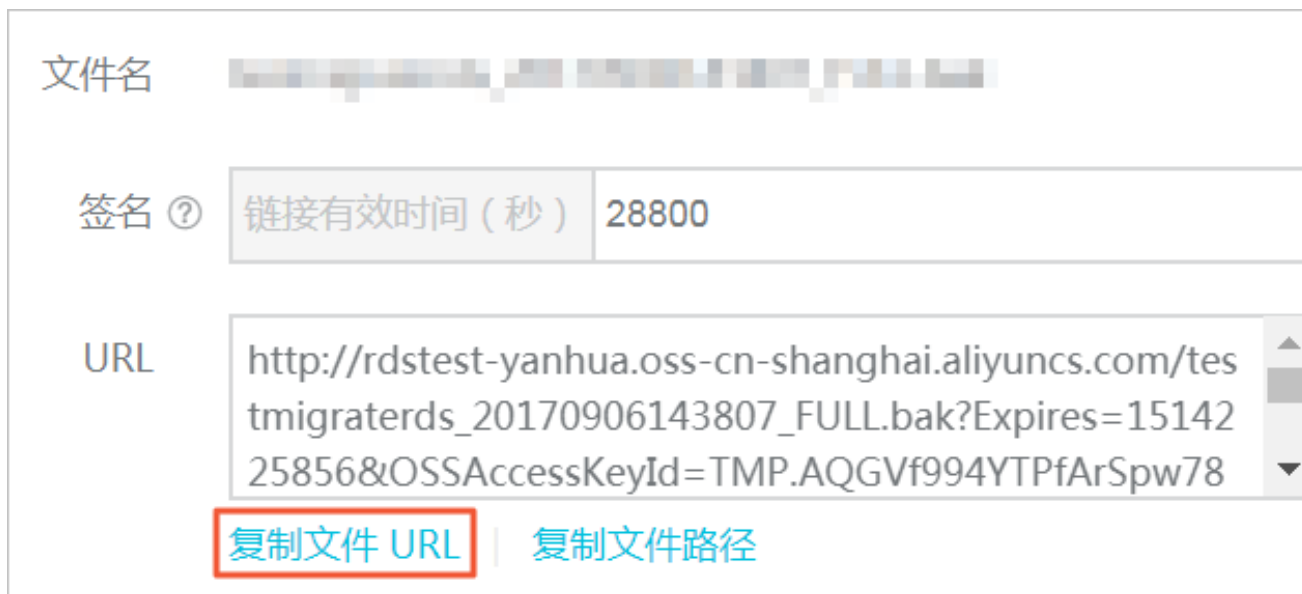 文件名
签名 ?
链接有效时间（秒） 28800
URL
http://rdstest-yanhua.oss-cn-shanghai.aliyuncs.com/tes
tmigraterds_20170906143807_FULL.bak?Expires=15142
25856&OSSAccessKeyId=TMP.AQGVf994YTPfArSpw78
复制文件 URL | 复制文件路径